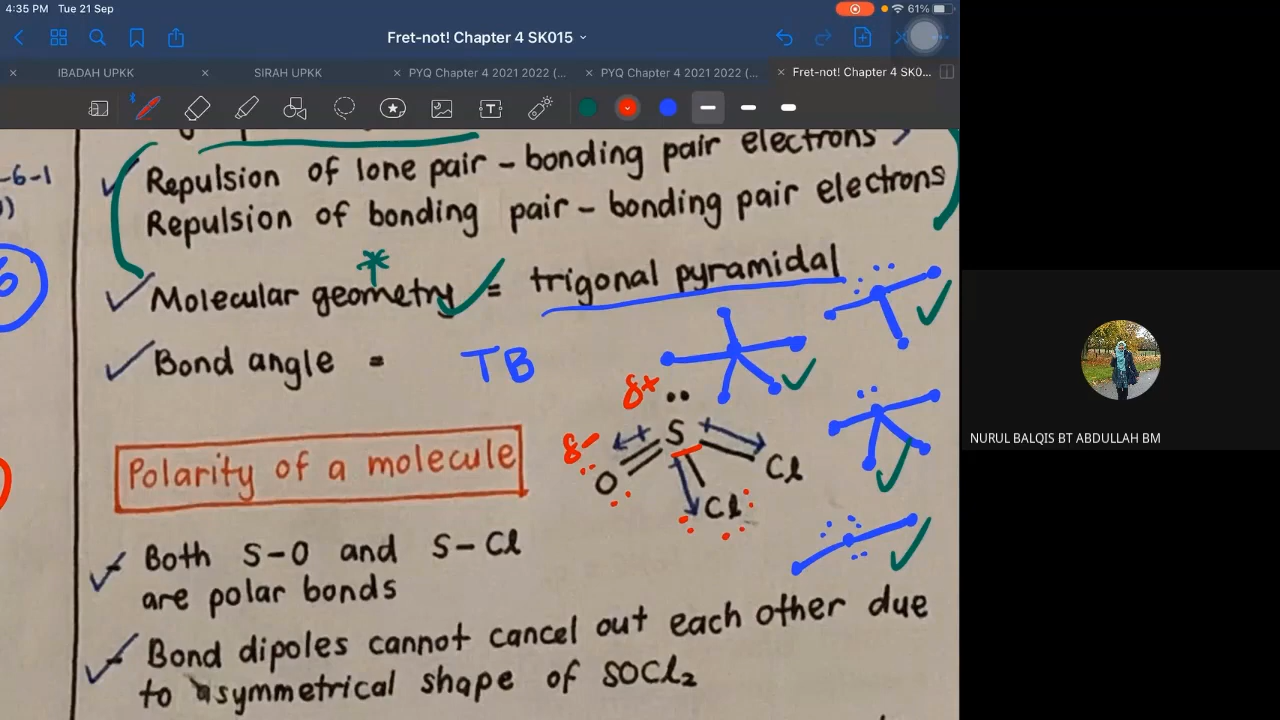 4:35 PM Tue 21 Sep
61%
Fret-not! Chapter 4 SK015
IBADAH UPKK
SIRAH UPKK
PYQ Chapter 4 2021 2022 (...
PYQ Chapter 4 2021 2022 (...
Fret-not! Chapter 4 SK0...
-6-1
Repulsion of lone pair - bonding pair electrons >
Repulsion of bonding pair - bonding pair electrons
Molecular geometry = trigonal pyramidal
Bond angle =
TB
δ+
δ-
S
O
Cl
Cl
Polarity of a molecule
Both S-O and S-Cl
are polar bonds
Bond dipoles cannot cancel out each other due
to asymmetrical shape of SOCl₂
NURUL BALQIS BT ABDULLAH BM